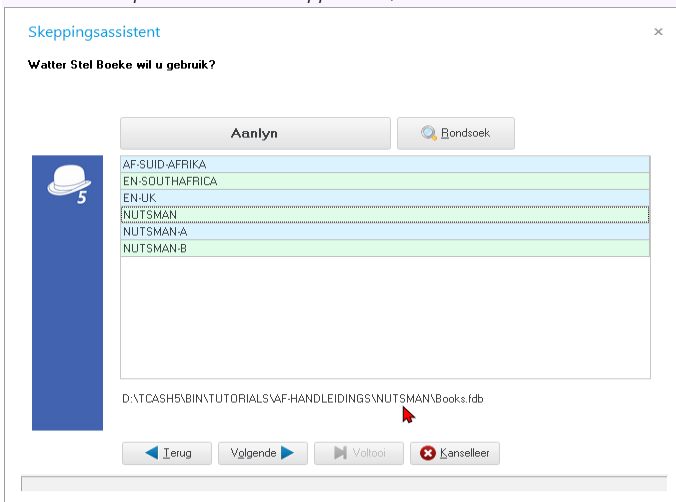 Skeppingsassistent
Watter Stel Boeke wil u gebruik?
Aanlyn
Rondsoek
AF-SUID-AFRIKA
EN-SOUTHAFRICA
EN-UK
NUTSMAN
NUTSMAN-A
NUTSMAN-B
5
D:\TCASH5\BIN\TUTORIALS\AF-HANDLEIDINGS\NUTSMAN\Books.fdb
Terug
Volgende
Voltooi
Kanselleer